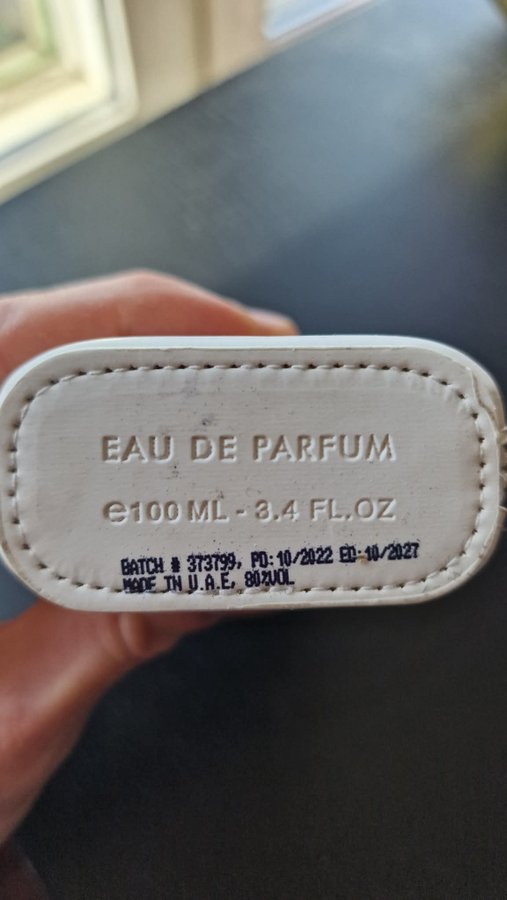 EAU DE PARFUM
℮100 ML - 3.4 FL.OZ
BATCH # 373799, PD:10/2022 ED:10/2027
MADE IN U.A.E, 80%VOL